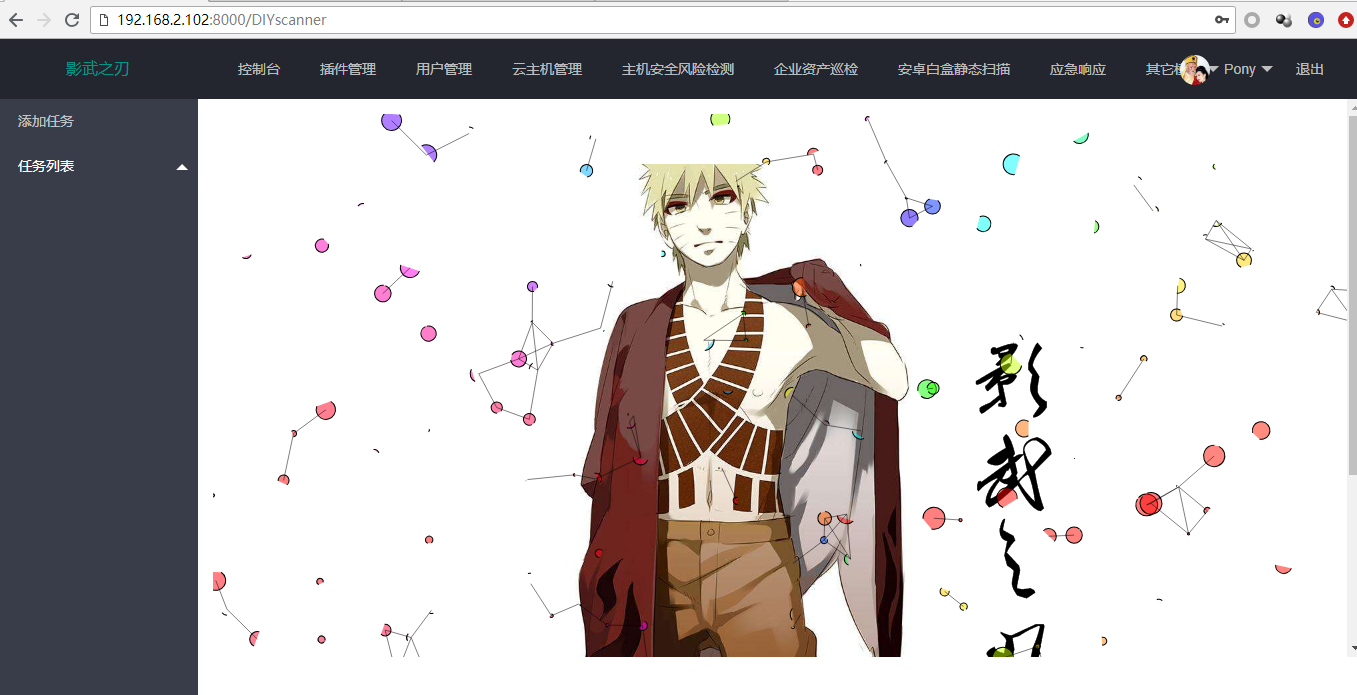 192.168.2.102:8000/DIYscanner
影武之刃 控制台 插件管理 用户管理 云主机管理 主机安全风险检测 企业资产巡检 安卓白盒静态扫描 应急响应 其它 Pony 退出
添加任务
任务列表
影
武
之